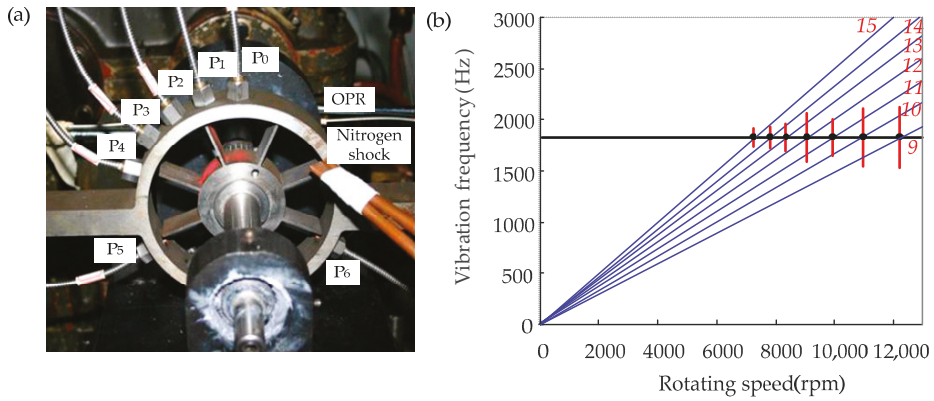 (a)
P0
P1
P2
P3
P4
P5
P6
OPR
Nitrogen
shock
(b)
Vibration frequency (Hz)
3000
2500
2000
1500
1000
500
0
15
14
13
12
11
10
9
0 2000 4000 6000 8000 10,000 12,000
Rotating speed(rpm)